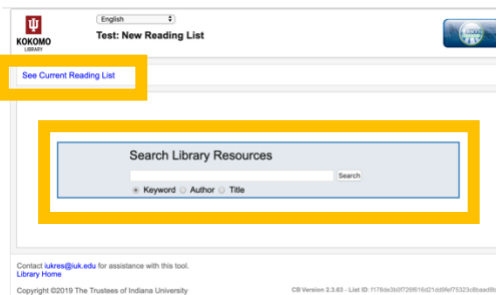 English
Test: New Reading List
KOKOMO
LIBRARY
See Current Reading List
Search Library Resources
Search
Keyword Author Title
Contact iukres@iuk.edu for assistance with this tool.
Library Home
Copyright ©2019 The Trustees of Indiana University
CB Version 2.3.63 - List ID: